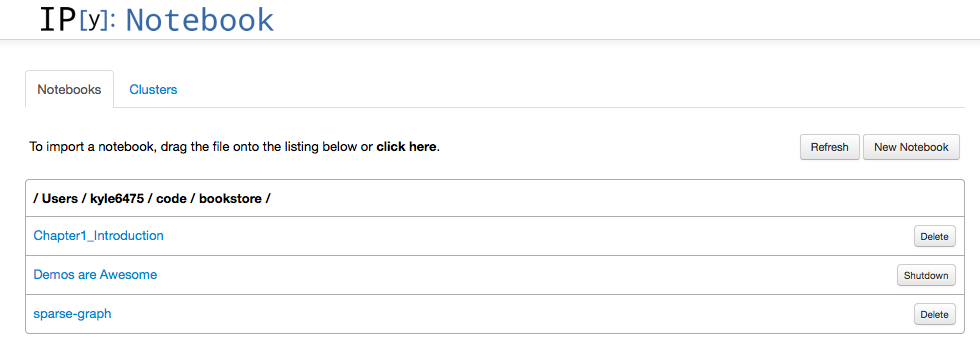 IP[y]: Notebook
Notebooks Clusters
To import a notebook, drag the file onto the listing below or click here. Refresh New Notebook
/ Users / kyle6475 / code / bookstore /
Chapter1_Introduction Delete
Demos are Awesome Shutdown
sparse-graph Delete